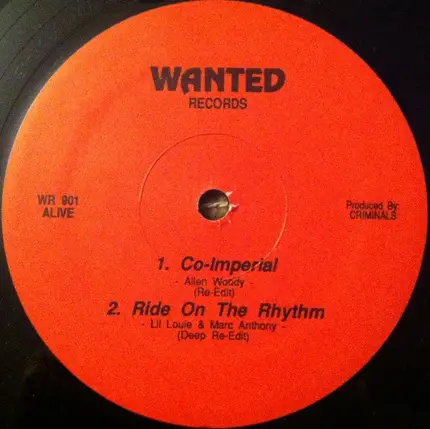 WANTED
RECORDS
WR 901
ALIVE
Produced By:
CRIMINALS
1. Co-Imperial
- Allen Woody -
(Re-Edit)
2. Ride On The Rhythm
- Lil Louie & Marc Anthony -
(Deep Re-Edit)